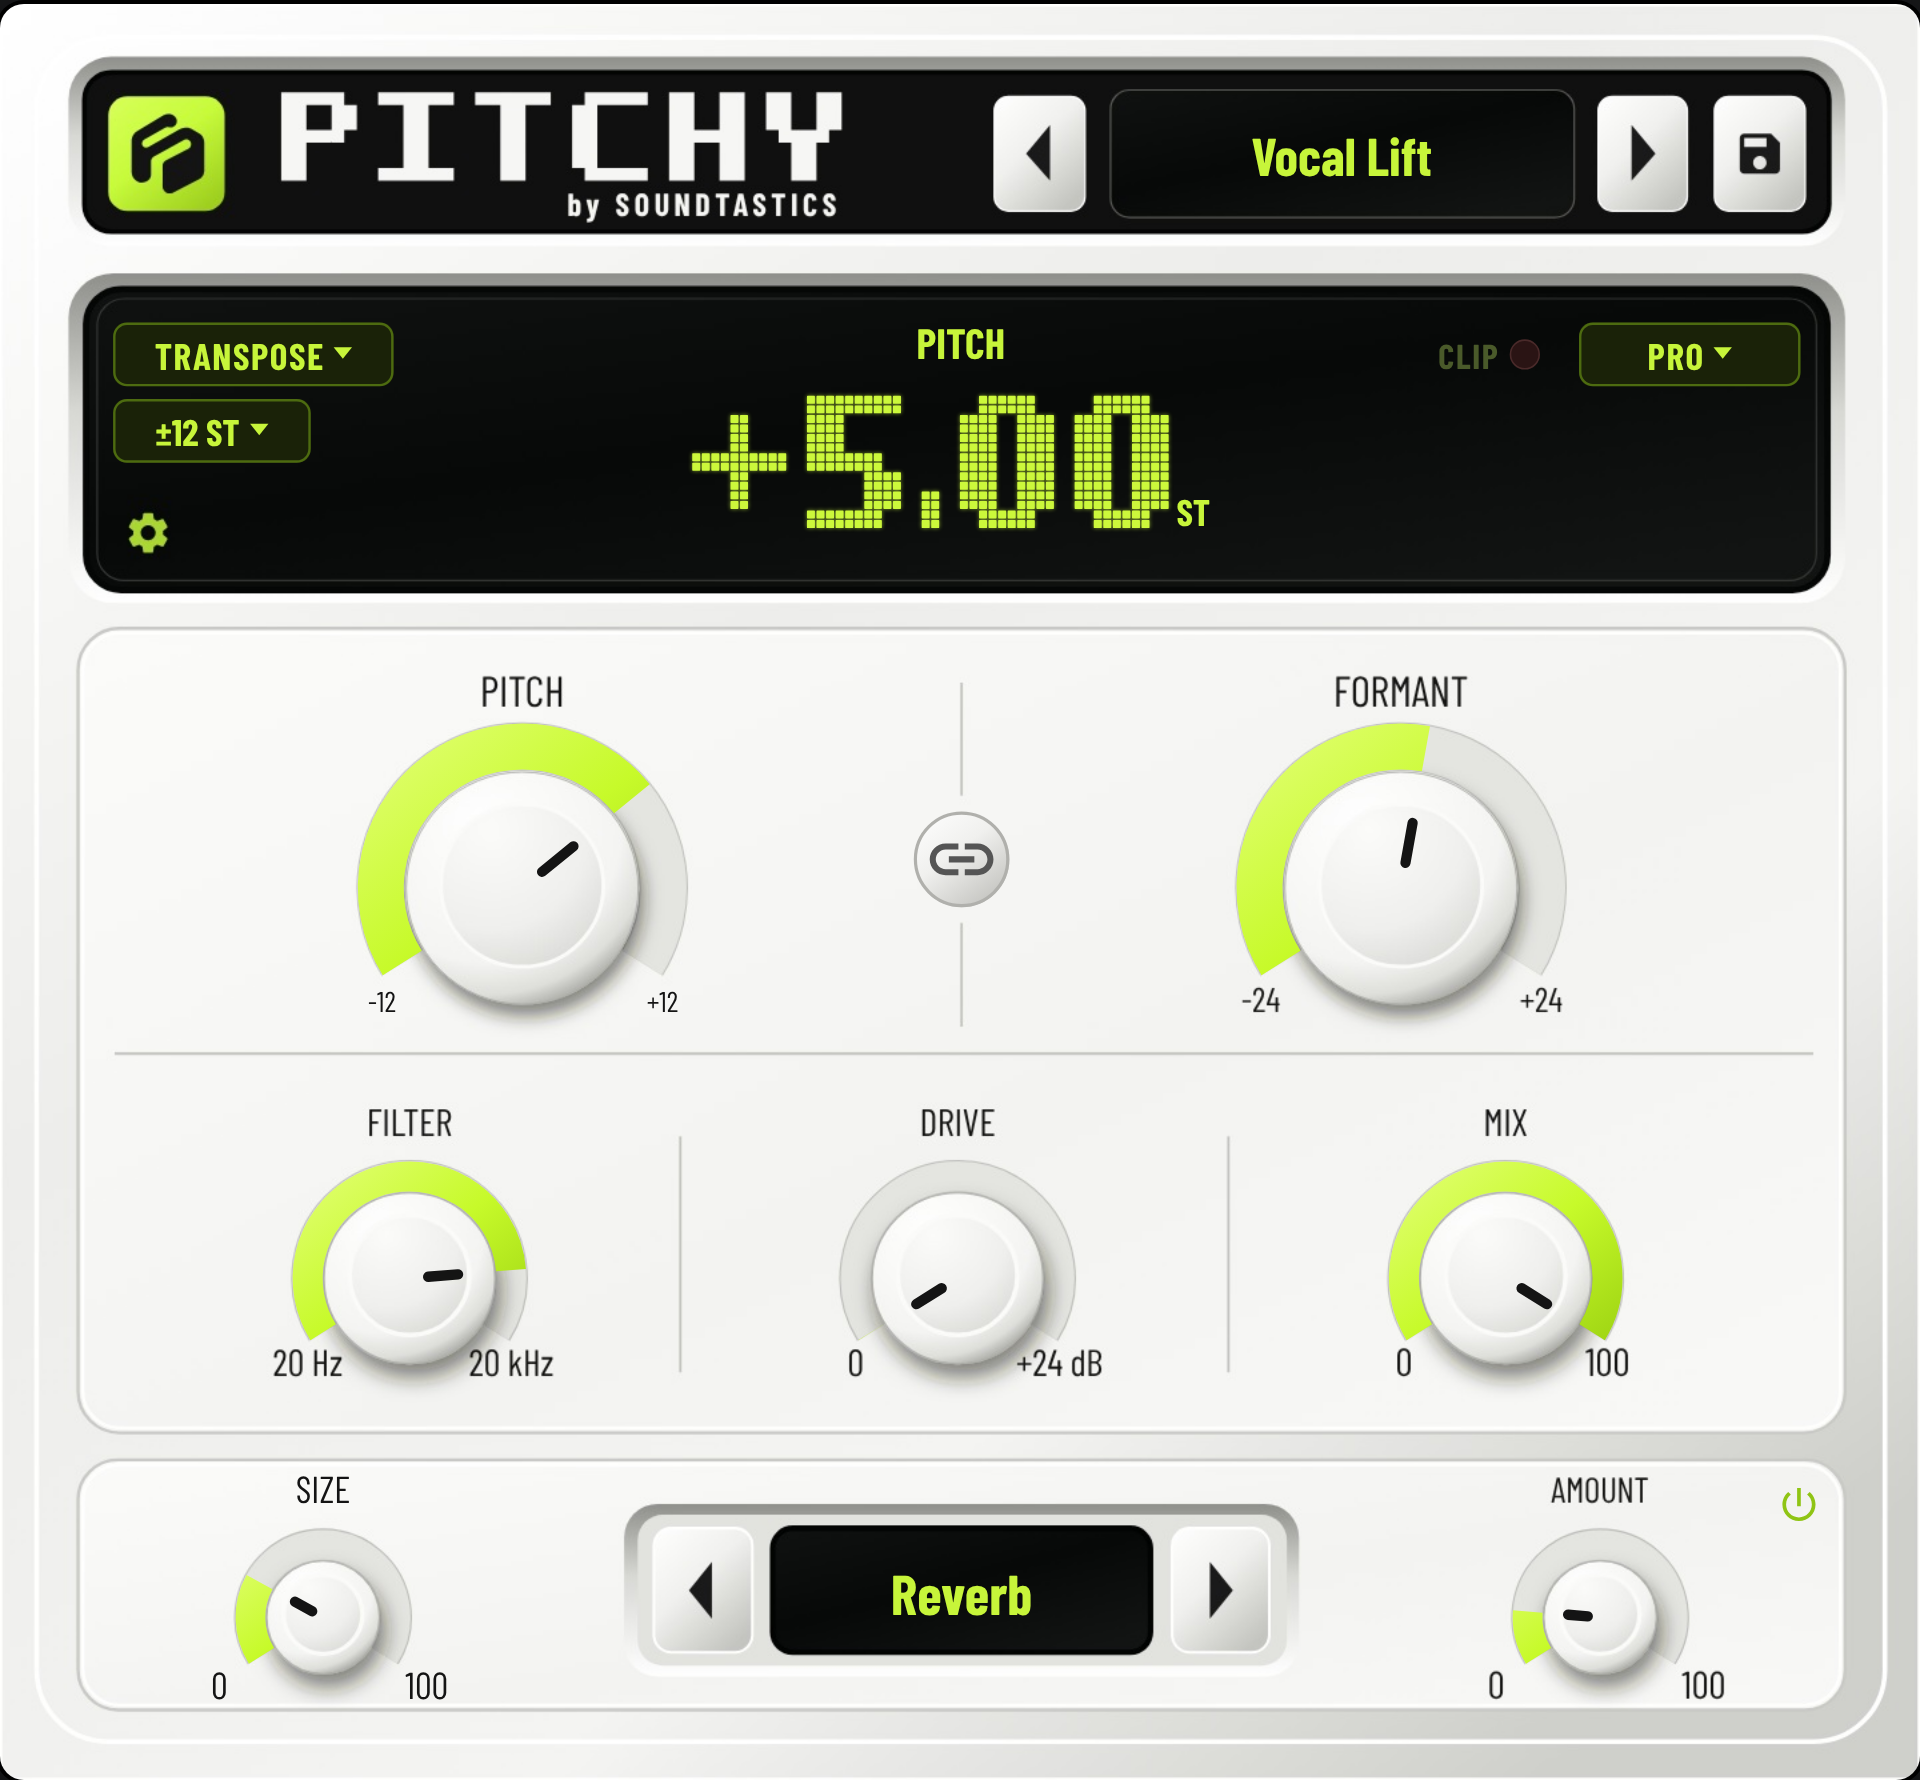 PITCHY
by SOUNDTASTICS
Vocal Lift
TRANSPOSE
PITCH
CLIP
PRO
±12 ST
+5.00 ST
PITCH
FORMANT
-12
+12
-24
+24
FILTER
DRIVE
MIX
20 Hz
20 kHz
0
+24 dB
0
100
SIZE
AMOUNT
Reverb
0
100
0
100